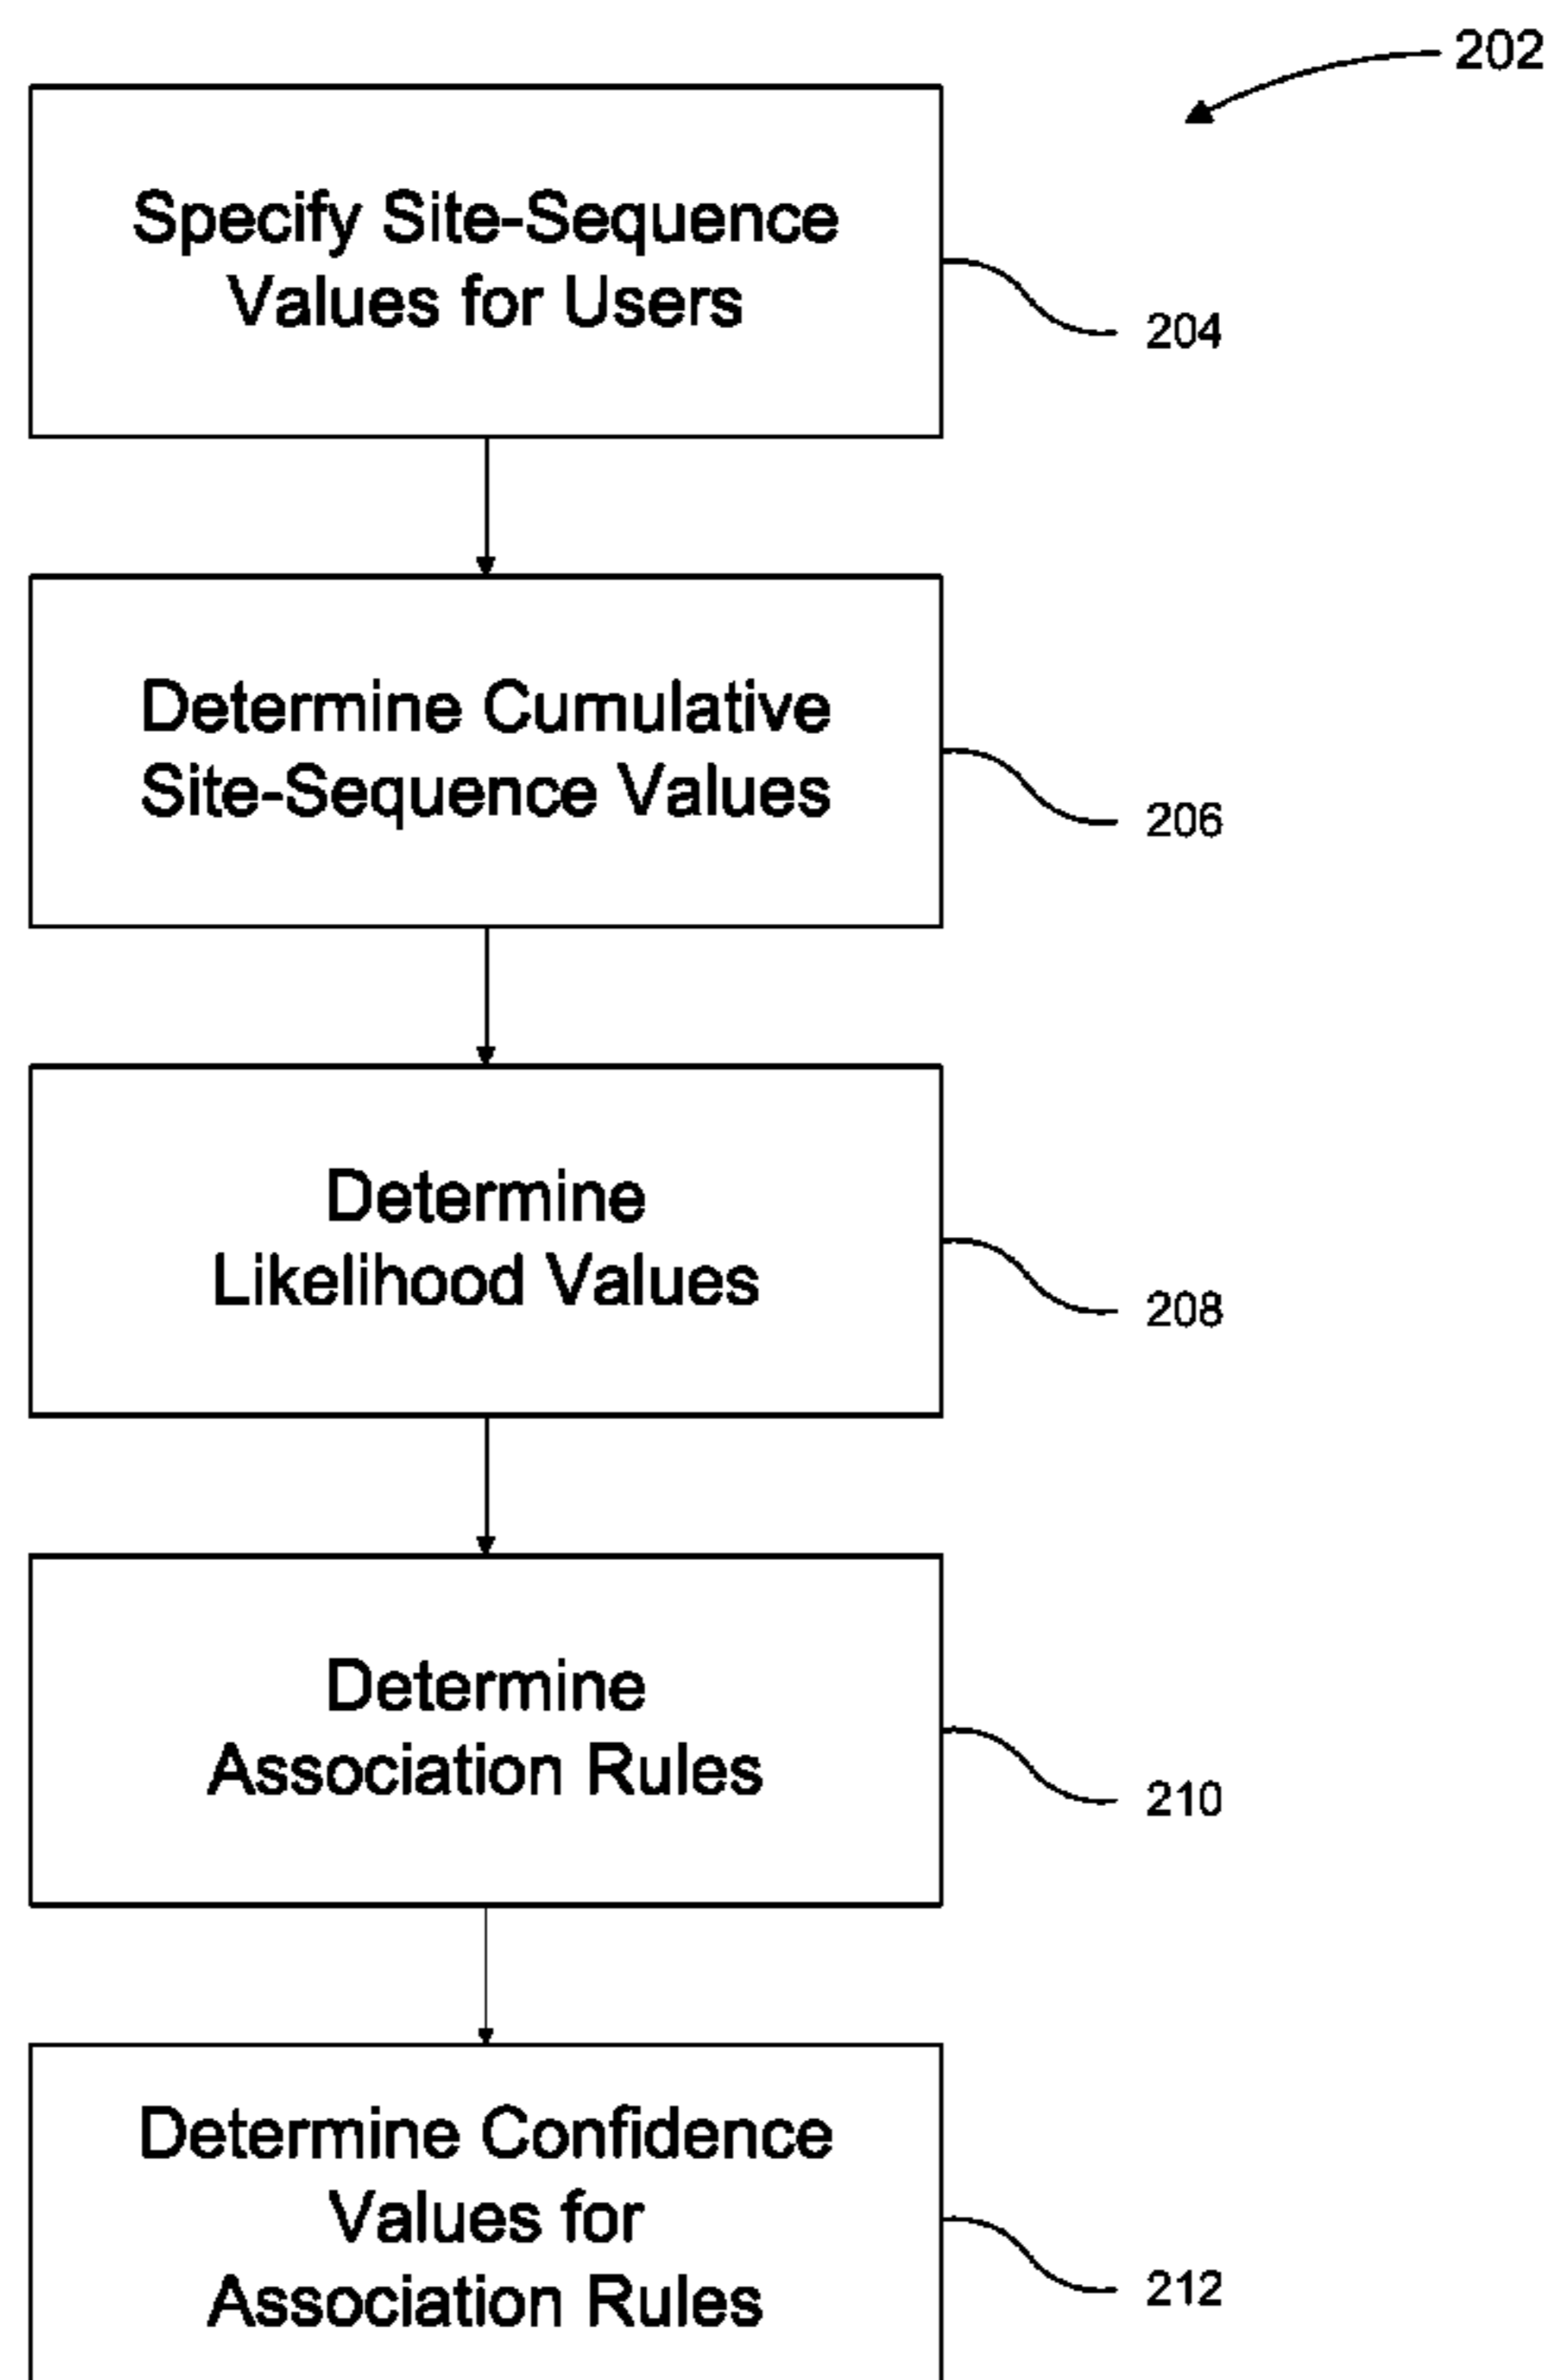 202
Specify Site-Sequence
Values for Users
204
Determine Cumulative
Site-Sequence Values
206
Determine
Likelihood Values
208
Determine
Association Rules
210
Determine Confidence
Values for
Association Rules
212